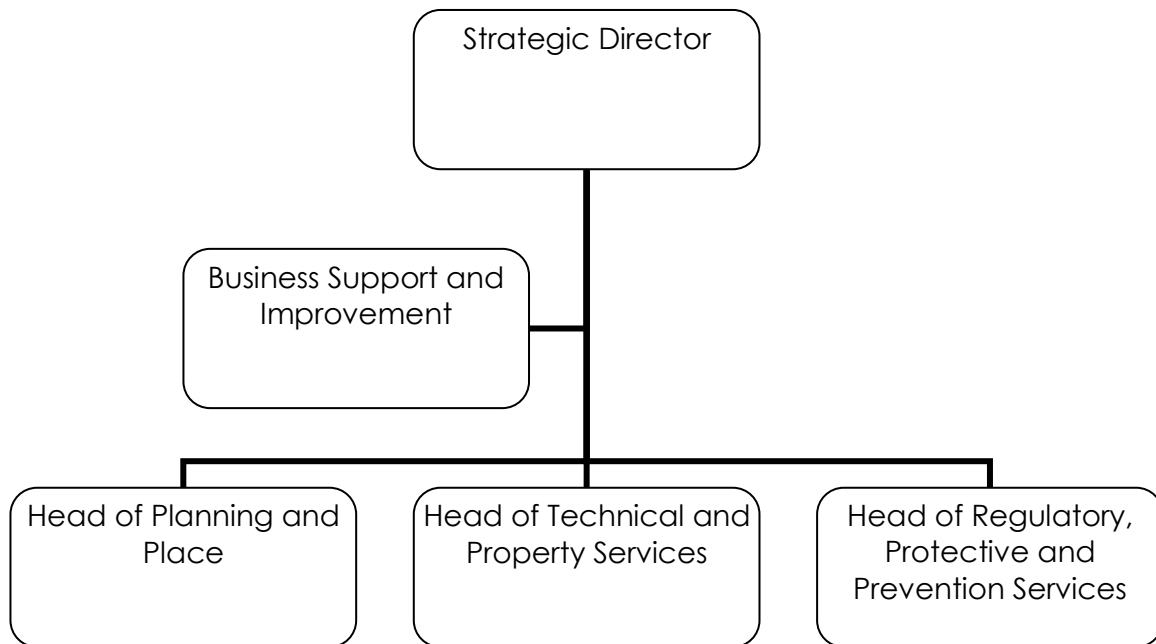 Strategic Director
Business Support and
Improvement
Head of Planning and
Place
Head of Technical and
Property Services
Head of Regulatory,
Protective and
Prevention Services